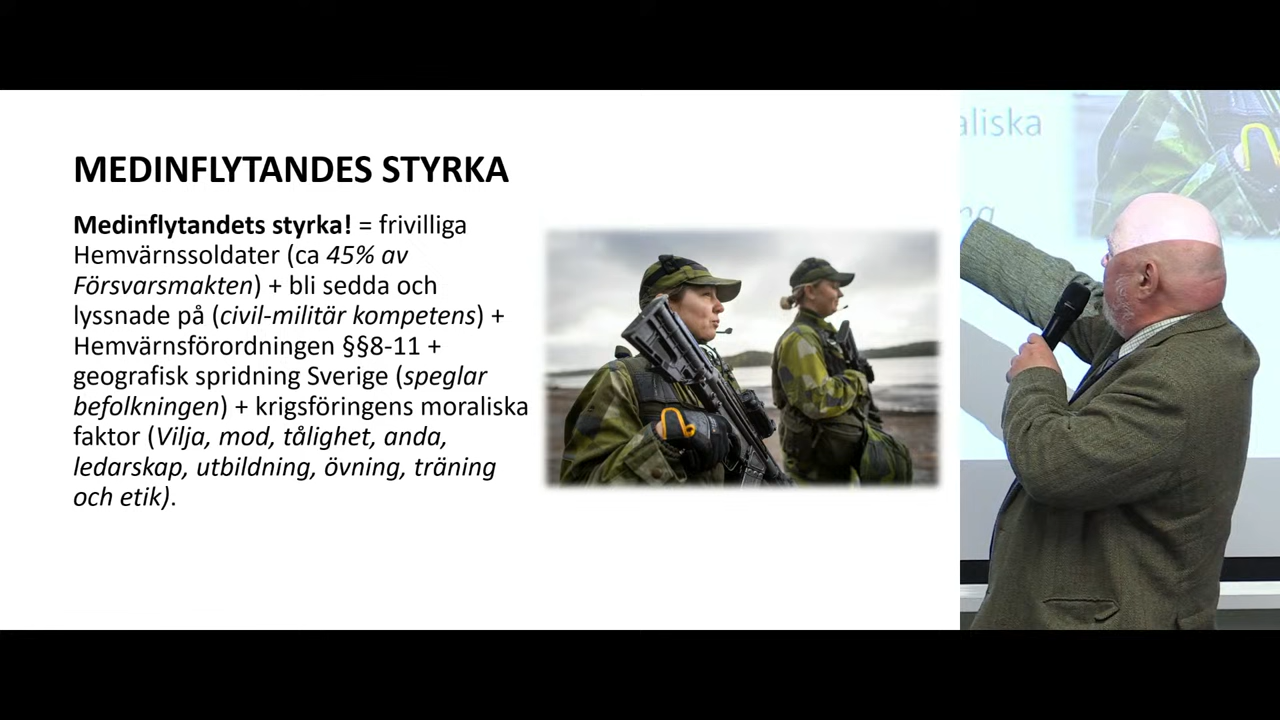 MEDINFLYTANDES STYRKA
Medinflytandets styrka! = frivilliga
Hemvärnssoldater (ca 45% av
Försvarsmakten) + bli sedda och
lyssnade på (civil-militär kompetens) +
Hemvärnsförordningen §§8-11 +
geografisk spridning Sverige (speglar
befolkningen) + krigsföringens moraliska
faktor (Vilja, mod, tålighet, anda,
ledarskap, utbildning, övning, träning
och etik).
aliska